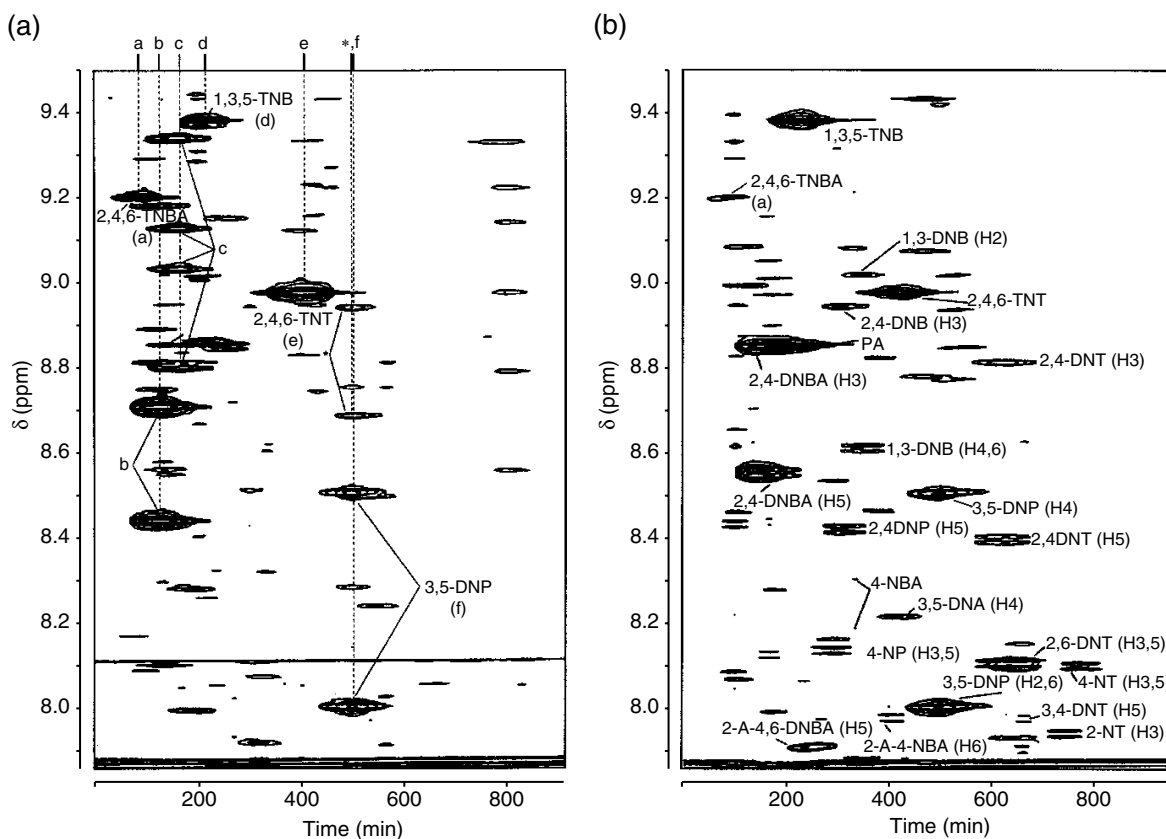 (a)
a b c d e *,f
9.4
9.2
9.0
8.8
8.6
8.4
8.2
8.0
δ (ppm)
1,3,5-TNB
(d)
2,4,6-TNBA
(a)
c
2,4,6-TNT
(e)
*
b
3,5-DNP
(f)
200 400 600 800
Time (min)
(b)
9.4
9.2
9.0
8.8
8.6
8.4
8.2
8.0
δ (ppm)
1,3,5-TNB
2,4,6-TNBA
(a)
1,3-DNB (H2)
2,4,6-TNT
2,4-DNB (H3)
PA
2,4-DNBA (H3)
2,4-DNT (H3)
1,3-DNB (H4,6)
2,4-DNBA (H5)
3,5-DNP (H4)
2,4DNP (H5)
2,4DNT (H5)
4-NBA
3,5-DNA (H4)
4-NP (H3,5)
2,6-DNT (H3,5)
3,5-DNP (H2,6)
4-NT (H3,5)
3,4-DNT (H5)
2-A-4,6-DNBA (H5)
2-NT (H3)
2-A-4-NBA (H6)
200 400 600 800
Time (min)